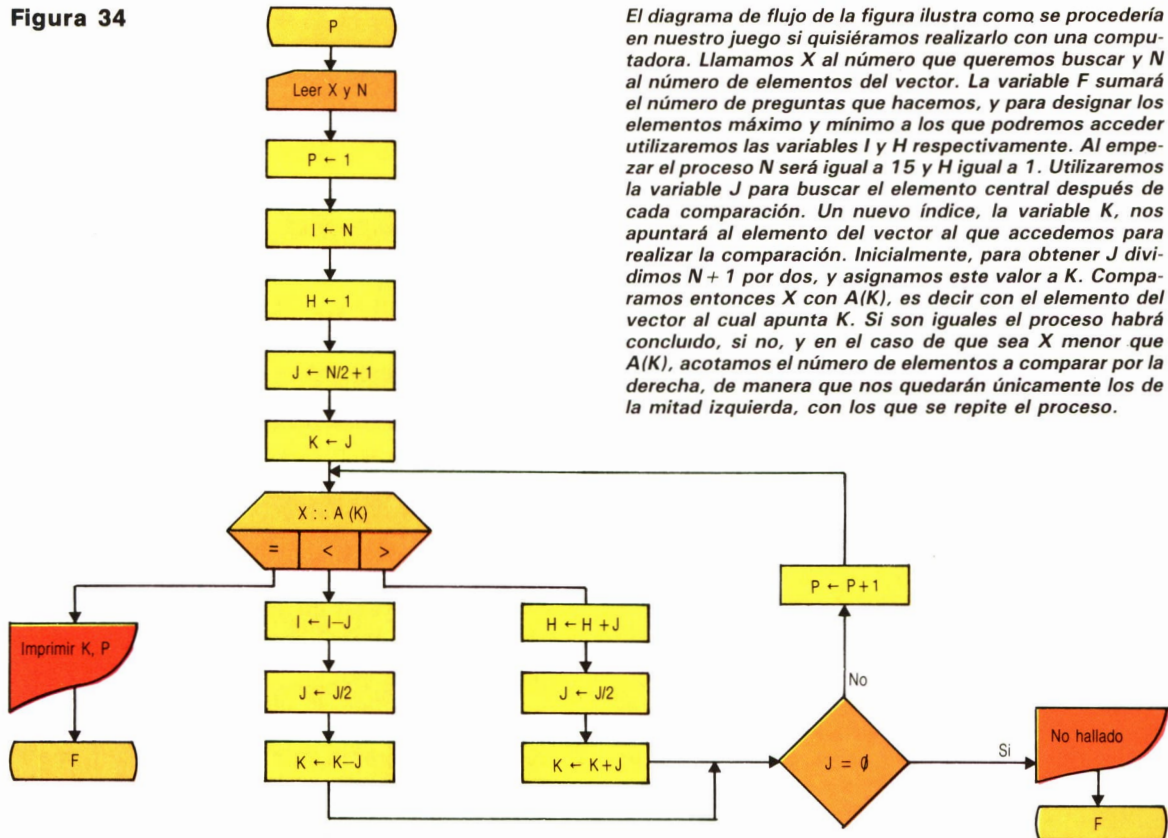 Figura 34
El diagrama de flujo de la figura ilustra como se procedería
en nuestro juego si quisiéramos realizarlo con una compu-
tadora. Llamamos X al número que queremos buscar y N
al número de elementos del vector. La variable F sumará
el número de preguntas que hacemos, y para designar los
elementos máximo y mínimo a los que podremos acceder
utilizaremos las variables I y H respectivamente. Al empe-
zar el proceso N será igual a 15 y H igual a 1. Utilizaremos
la variable J para buscar el elemento central después de
cada comparación. Un nuevo índice, la variable K, nos
apuntará al elemento del vector al que accedemos para
realizar la comparación. Inicialmente, para obtener J divi-
dimos N + 1 por dos, y asignamos este valor a K. Compa-
ramos entonces X con A(K), es decir con el elemento del
vector al cual apunta K. Si son iguales el proceso habrá
concluido, si no, y en el caso de que sea X menor que
A(K), acotamos el número de elementos a comparar por la
derecha, de manera que nos quedarán únicamente los de
la mitad izquierda, con los que se repite el proceso.
P
Leer X y N
P ← 1
I ← N
H ← 1
J ← N/2+1
K ← J
X : : A (K)
= < >
Imprimir K, P
F
I ← I−J
J ← J/2
K ← K−J
H ← H+J
J ← J/2
K ← K+J
P ← P+1
No
J = ∅
Si
No hallado
F